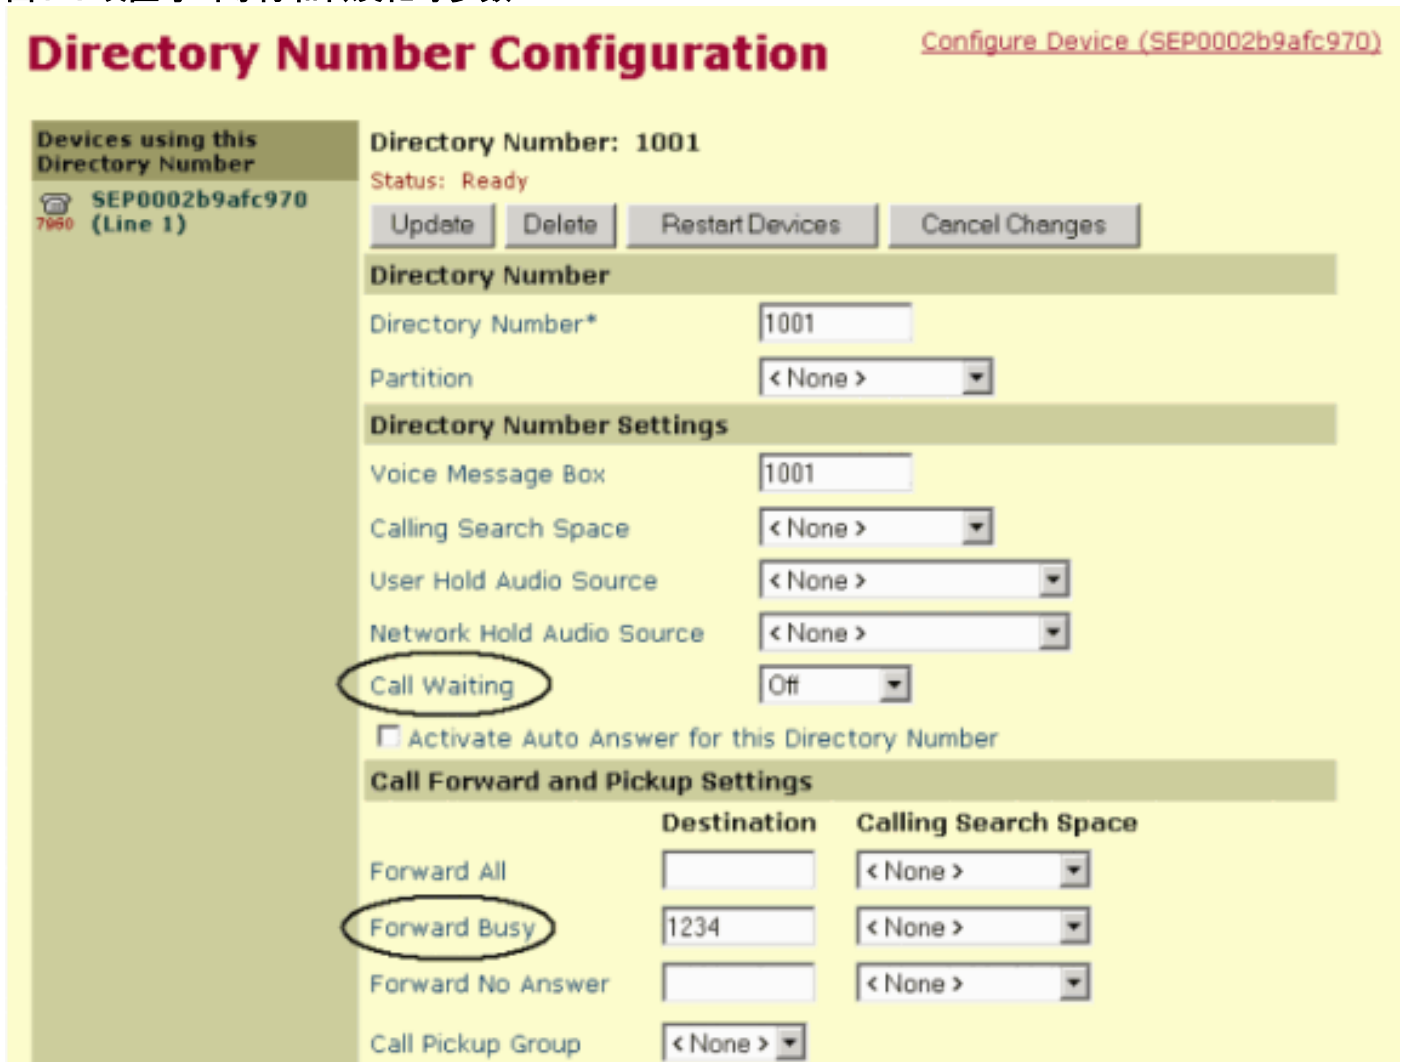 Directory Number Configuration
Configure Device (SEP0002b9afc970)
Devices using this
Directory Number
SEP0002b9afc970
7960 (Line 1)
Directory Number: 1001
Status: Ready
Update Delete Restart Devices Cancel Changes
Directory Number
Directory Number* 1001
Partition < None >
Directory Number Settings
Voice Message Box 1001
Calling Search Space < None >
User Hold Audio Source < None >
Network Hold Audio Source < None >
Call Waiting Off
Activate Auto Answer for this Directory Number
Call Forward and Pickup Settings
Destination Calling Search Space
Forward All < None >
Forward Busy 1234 < None >
Forward No Answer < None >
Call Pickup Group < None >